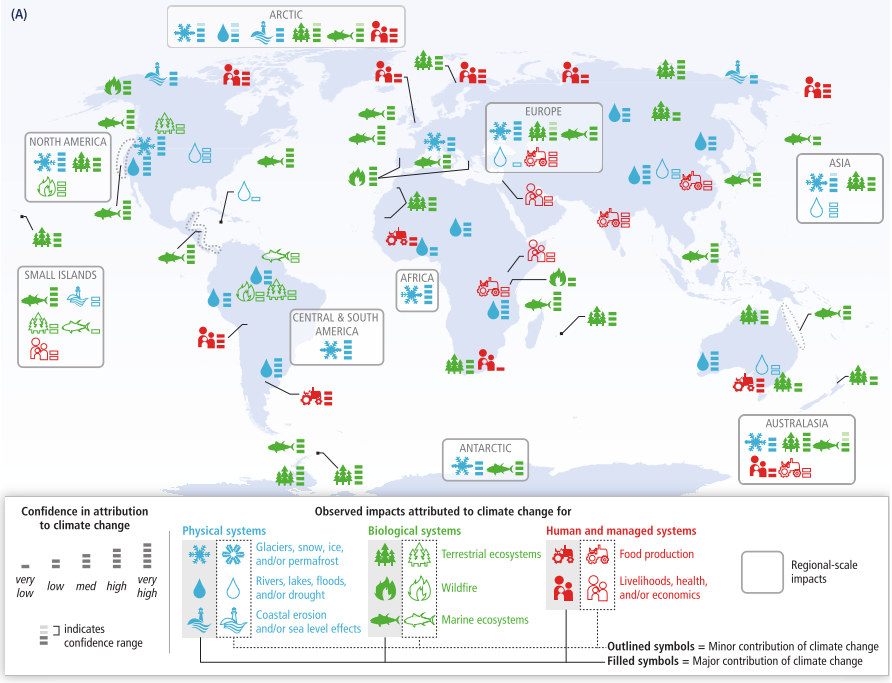 (A)
ARCTIC
NORTH AMERICA
EUROPE
ASIA
SMALL ISLANDS
AFRICA
CENTRAL & SOUTH
AMERICA
ANTARCTIC
AUSTRALASIA
Confidence in attribution
to climate change
very
low
low
med
high
very
high
indicates
confidence range
Observed impacts attributed to climate change for
Physical systems
Glaciers, snow, ice,
and/or permafrost
Rivers, lakes, floods,
and/or drought
Coastal erosion
and/or sea level effects
Biological systems
Terrestrial ecosystems
Wildfire
Marine ecosystems
Human and managed systems
Food production
Livelihoods, health,
and/or economics
Regional-scale
impacts
Outlined symbols = Minor contribution of climate change
Filled symbols = Major contribution of climate change